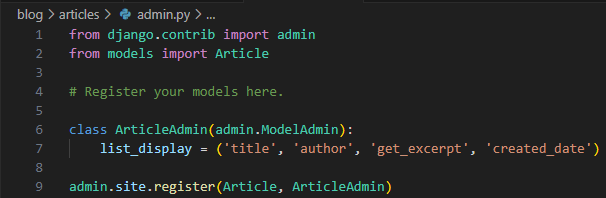 blog > articles > admin.py > ...
1 from django.contrib import admin
2 from models import Article
3
4 # Register your models here.
5
6 class ArticleAdmin(admin.ModelAdmin):
7     list_display = ('title', 'author', 'get_excerpt', 'created_date')
8
9 admin.site.register(Article, ArticleAdmin)